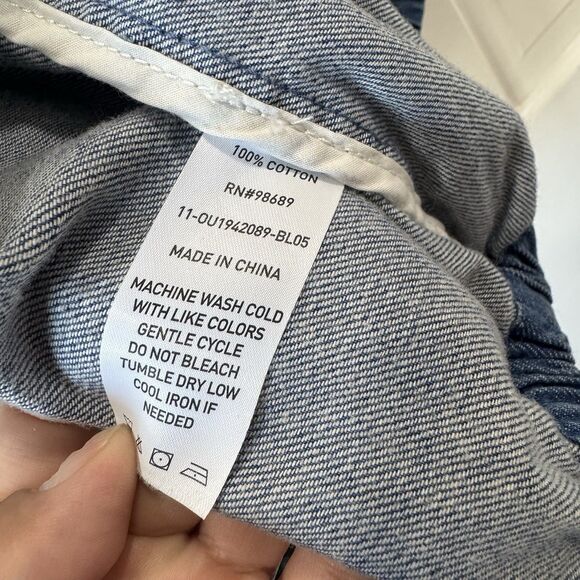 100% COTTON
RN#98689
11-OU1942089-BL05
MADE IN CHINA
MACHINE WASH COLD
WITH LIKE COLORS
GENTLE CYCLE
DO NOT BLEACH
TUMBLE DRY LOW
COOL IRON IF
NEEDED